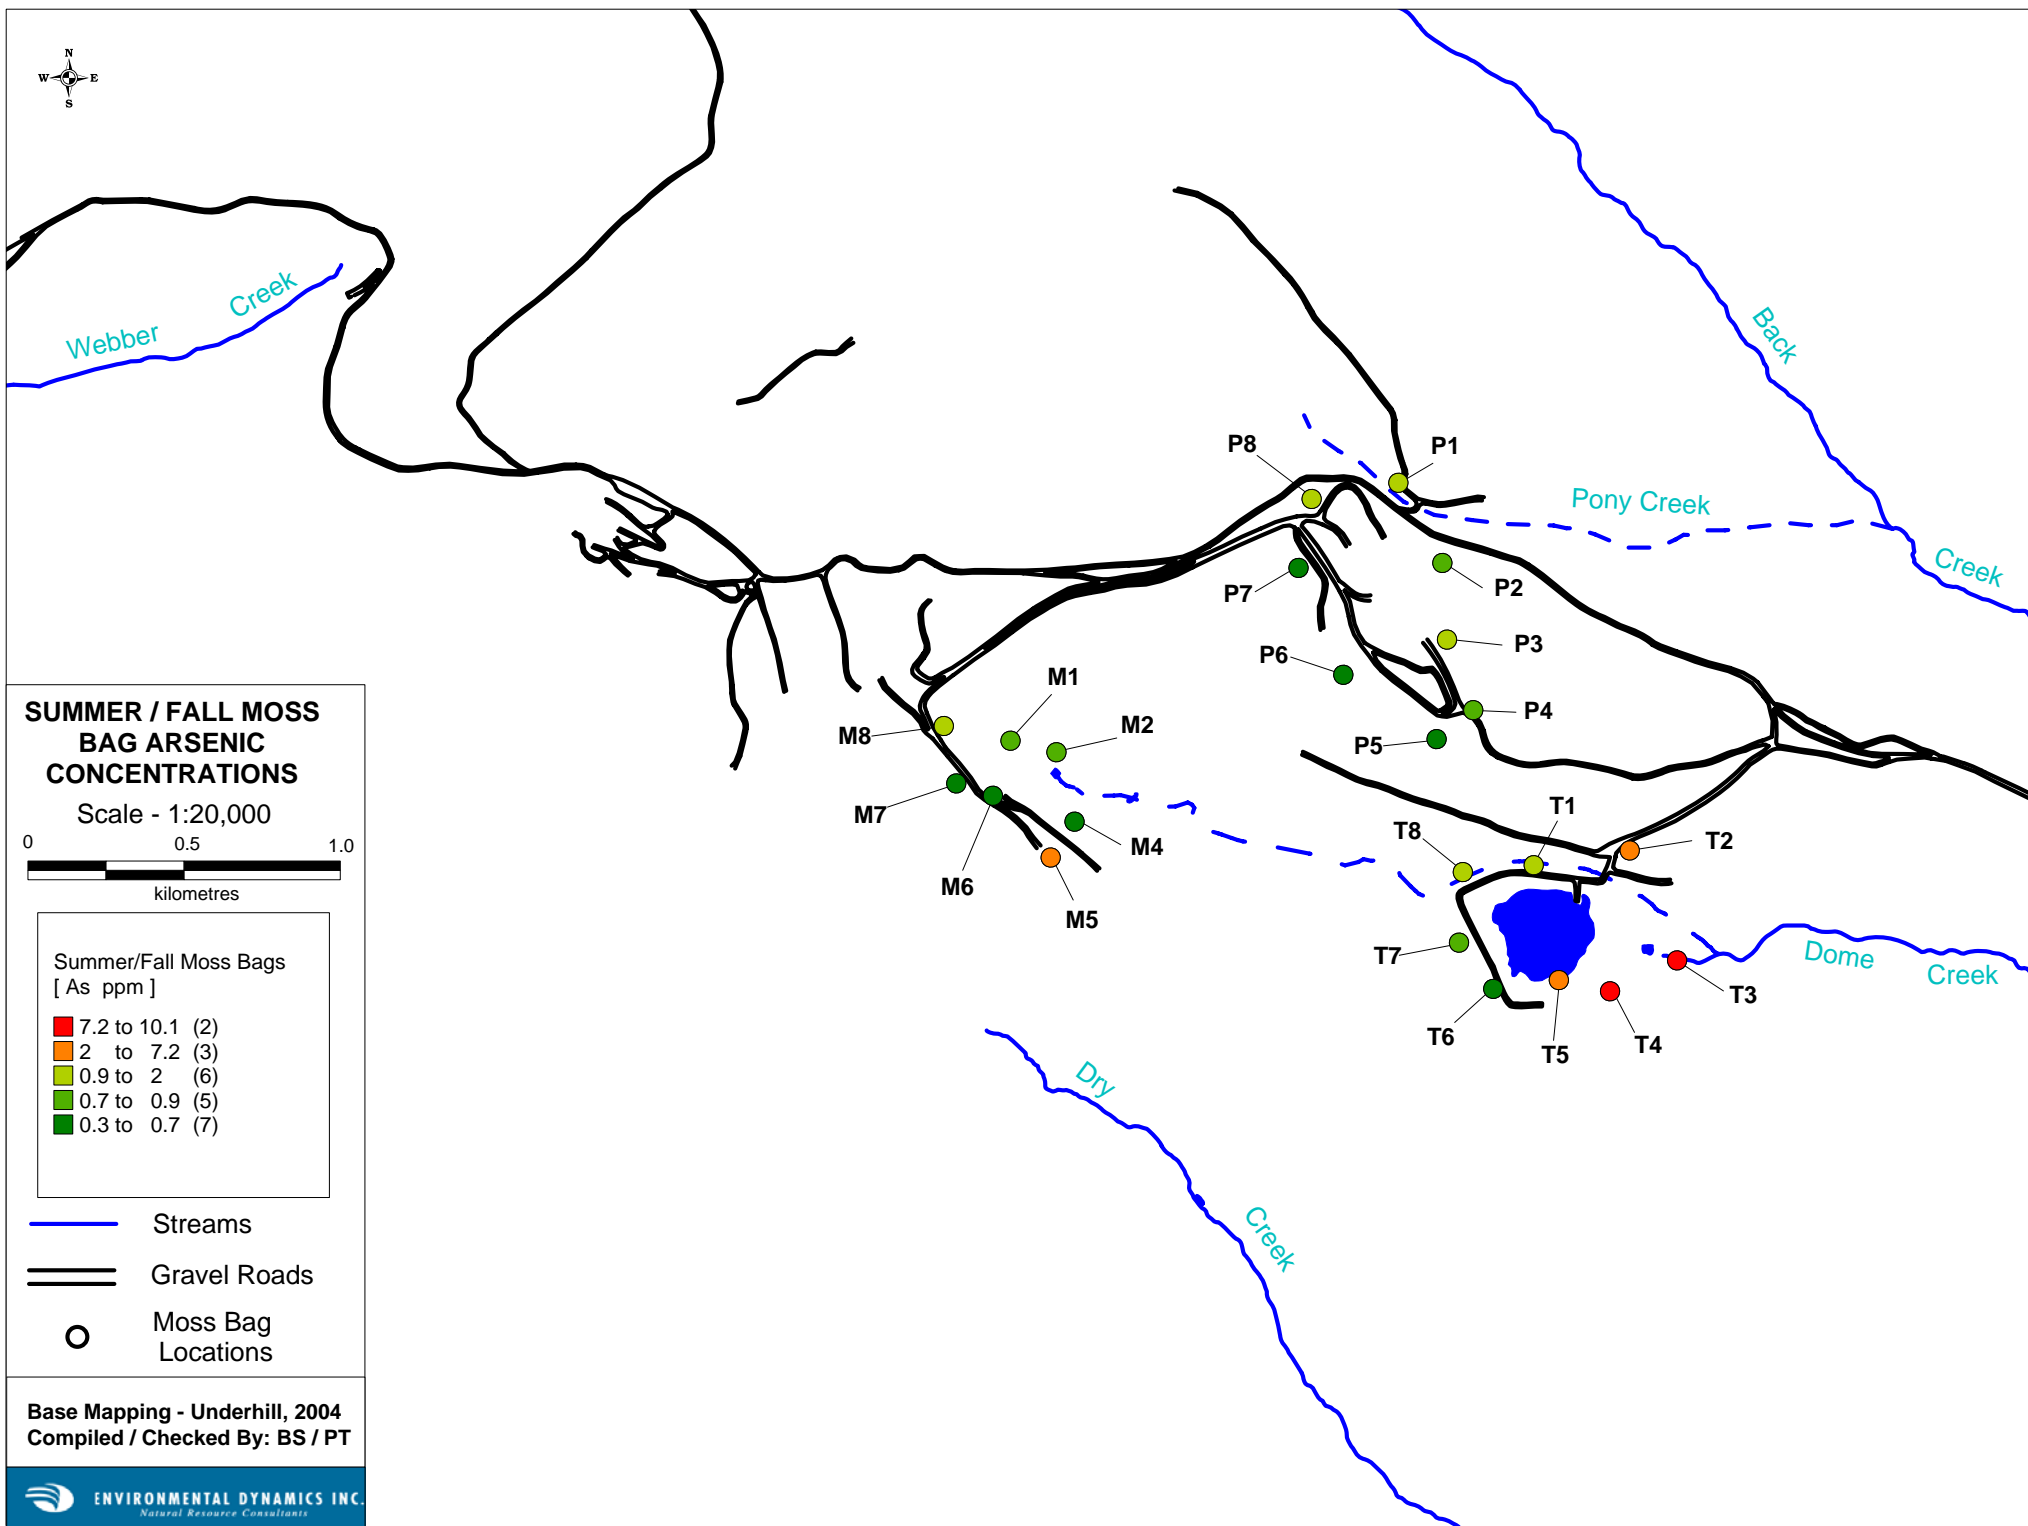 N
W E
S
Webber Creek
Back
Creek
Pony Creek
P8
P1
P7
P2
P6
P3
P5
P4
M1
M2
M8
M7
M6
M4
M5
T8
T1
T2
T7
T6
T5
T4
T3
Dome Creek
Dry
Creek
SUMMER / FALL MOSS
BAG ARSENIC
CONCENTRATIONS
Scale - 1:20,000
0 0.5 1.0
kilometres
Summer/Fall Moss Bags
[ As ppm ]
7.2 to 10.1 (2)
2 to 7.2 (3)
0.9 to 2 (6)
0.7 to 0.9 (5)
0.3 to 0.7 (7)
Streams
Gravel Roads
Moss Bag
Locations
Base Mapping - Underhill, 2004
Compiled / Checked By: BS / PT
ENVIRONMENTAL DYNAMICS INC.
Natural Resource Consultants